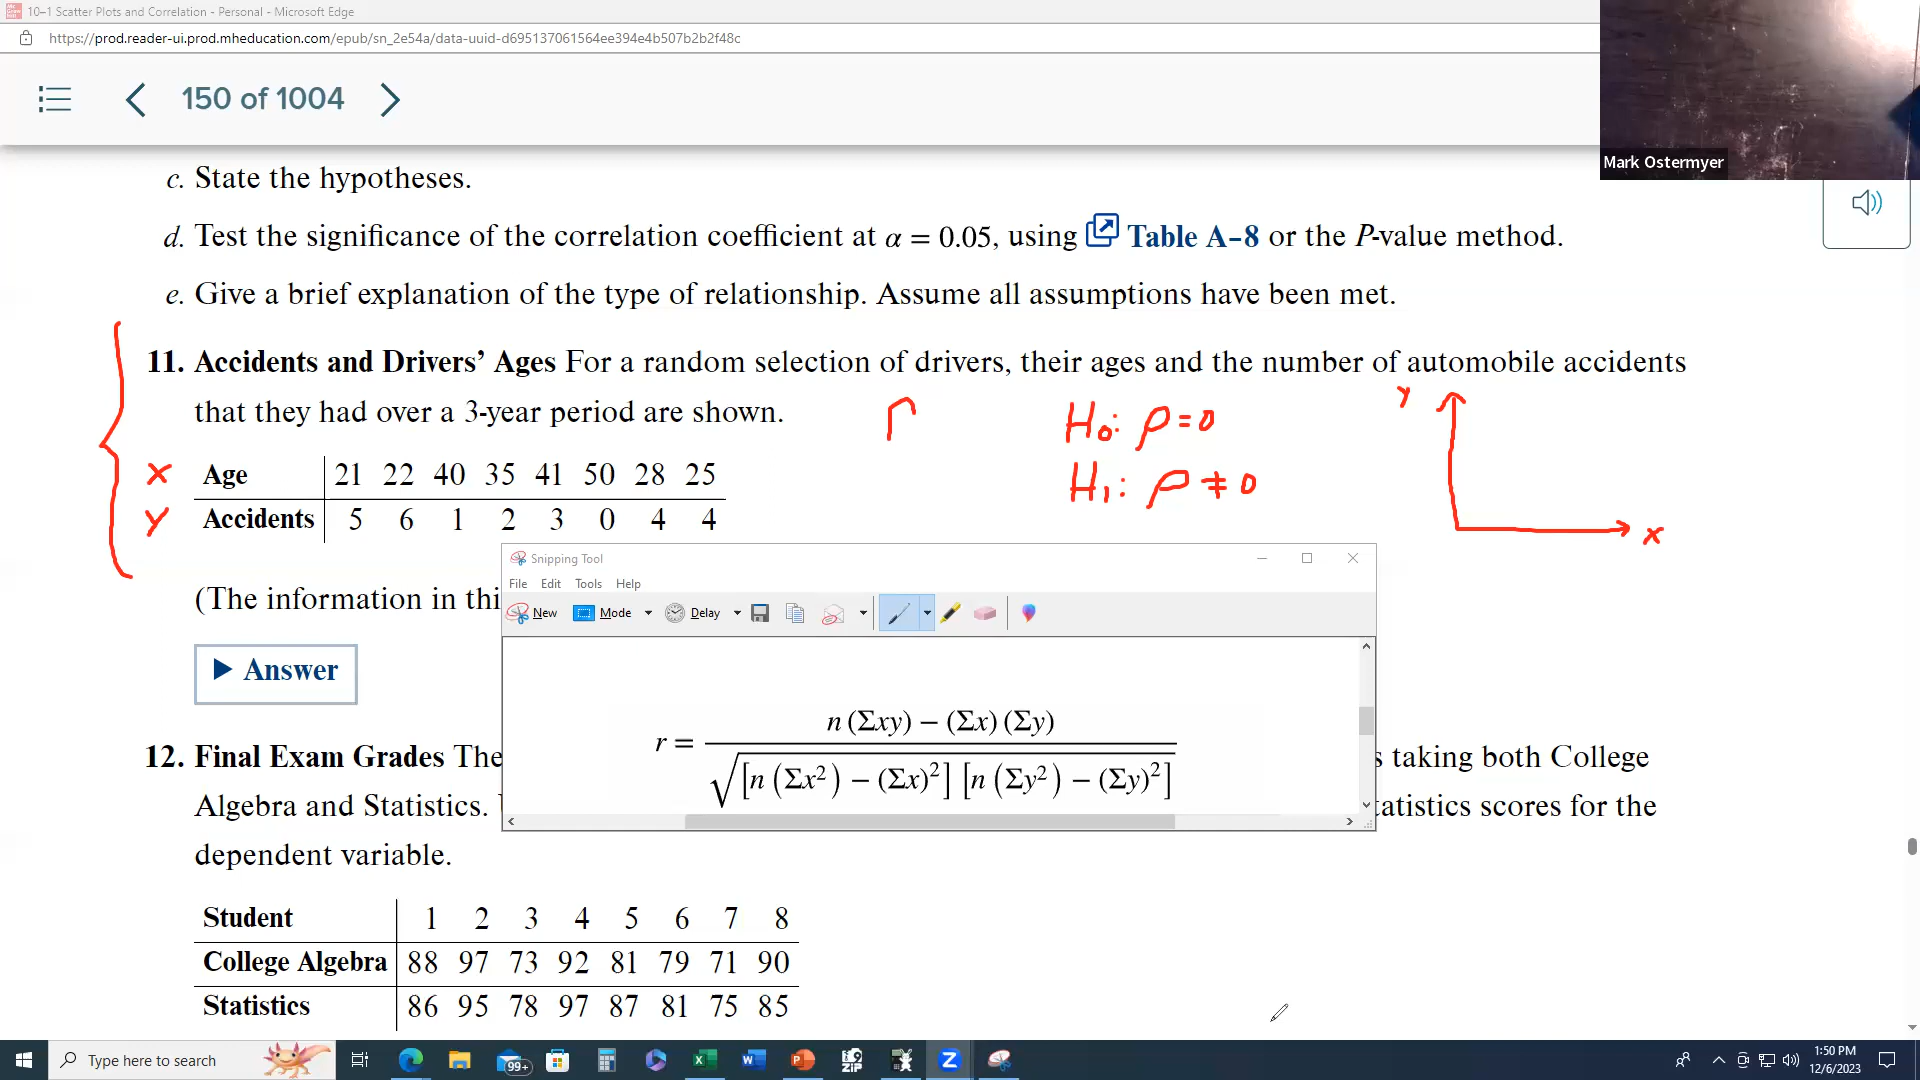 10–1 Scatter Plots and Correlation - Personal - Microsoft Edge
https://prod.reader-ui.prod.mheducation.com/epub/sn_2e54a/data-uuid-d695137061564ee394e4b507b2b2f48c
150 of 1004
Mark Ostermyer
c. State the hypotheses.
d. Test the significance of the correlation coefficient at α = 0.05, using Table A–8 or the P-value method.
e. Give a brief explanation of the type of relationship. Assume all assumptions have been met.
11. Accidents and Drivers’ Ages For a random selection of drivers, their ages and the number of automobile accidents
that they had over a 3-year period are shown.
r
H₀: ρ = 0
H₁: ρ ≠ 0
y
x
x Age 21 22 40 35 41 50 28 25
y Accidents 5 6 1 2 3 0 4 4
(The information in thi
Answer
Snipping Tool
File Edit Tools Help
New Mode Delay
r = n (Σxy) − (Σx) (Σy) / √[n (Σx²) − (Σx)²] [n (Σy²) − (Σy)²]
12. Final Exam Grades The s taking both College
Algebra and Statistics. tatistics scores for the
dependent variable.
Student 1 2 3 4 5 6 7 8
College Algebra 88 97 73 92 81 79 71 90
Statistics 86 95 78 97 87 81 75 85
Type here to search
99+
1:50 PM
12/6/2023